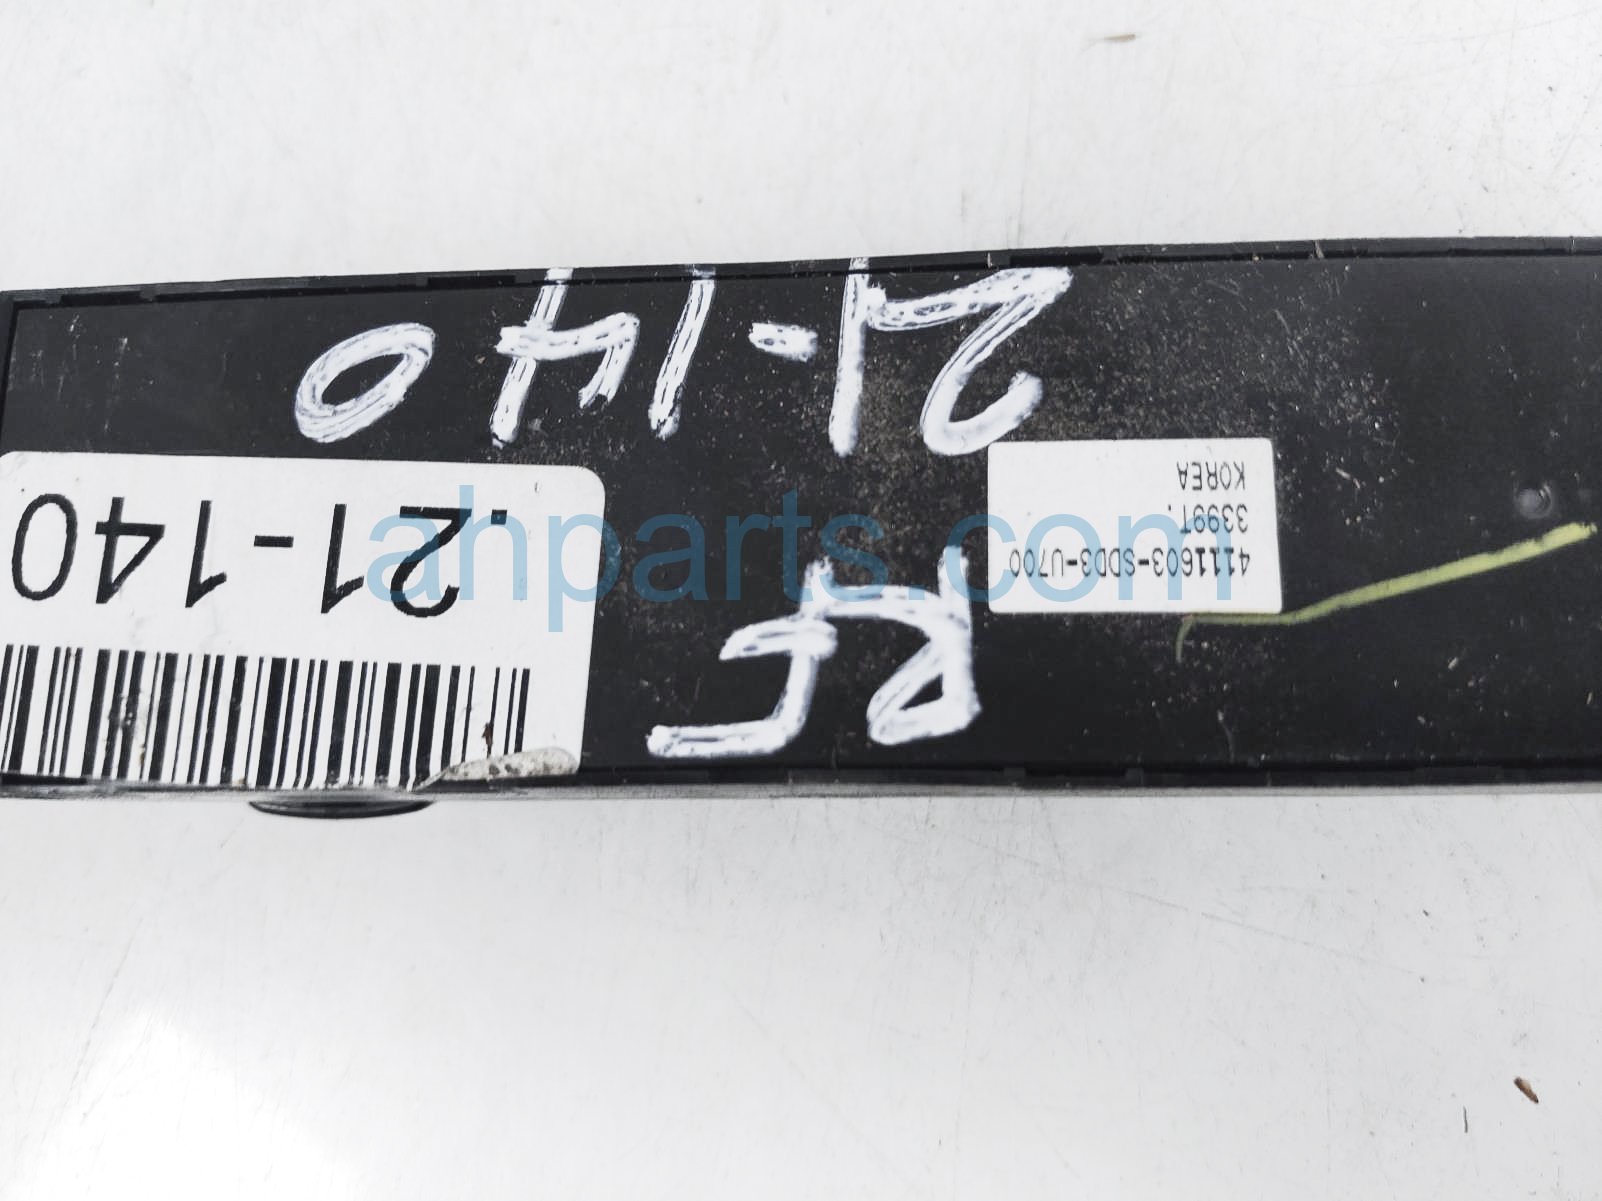 4111603-SDD3-U700
3399T.
KOREA
RF
.21-140
21-140
ahparts.com